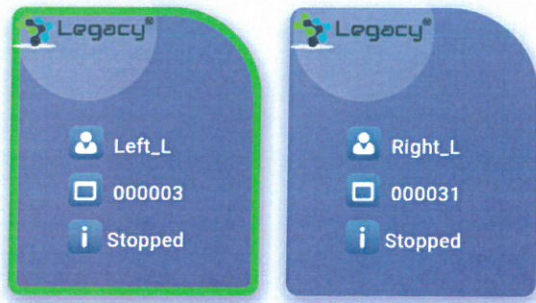 Legacy®
Left_L
000003
i Stopped
Legacy®
Right_L
000031
i Stopped